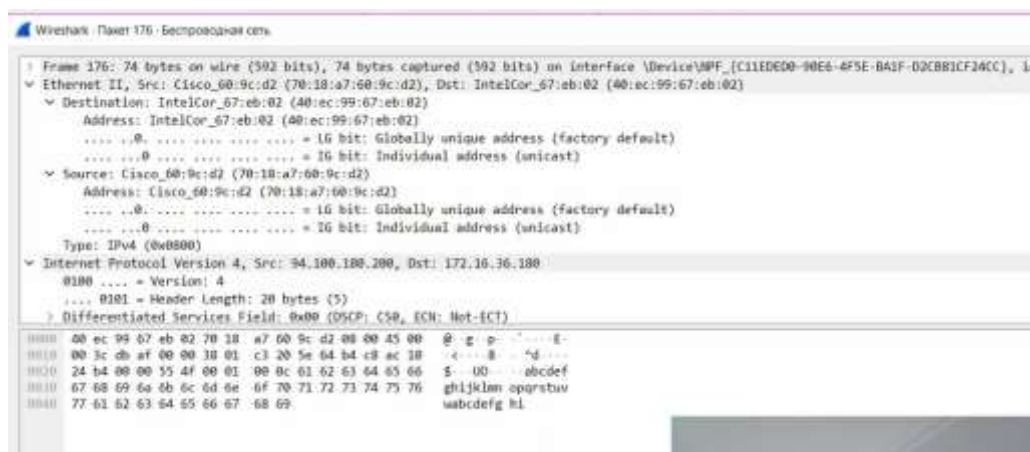 Wireshark · Пакет 176 · Беспроводная сеть
Frame 176: 74 bytes on wire (592 bits), 74 bytes captured (592 bits) on interface \Device\NPF_{C11EDED0-90E6-4F5E-BA1F-D2CBB1CF24CC},
Ethernet II, Src: Cisco_60:9c:d2 (70:18:a7:60:9c:d2), Dst: IntelCor_67:eb:02 (40:ec:99:67:eb:02)
Destination: IntelCor_67:eb:02 (40:ec:99:67:eb:02)
Address: IntelCor_67:eb:02 (40:ec:99:67:eb:02)
.... ..0. .... .... .... .... = LG bit: Globally unique address (factory default)
.... ...0 .... .... .... .... = IG bit: Individual address (unicast)
Source: Cisco_60:9c:d2 (70:18:a7:60:9c:d2)
Address: Cisco_60:9c:d2 (70:18:a7:60:9c:d2)
.... ..0. .... .... .... .... = LG bit: Globally unique address (factory default)
.... ...0 .... .... .... .... = IG bit: Individual address (unicast)
Type: IPv4 (0x0800)
Internet Protocol Version 4, Src: 94.100.180.200, Dst: 172.16.36.180
0100 .... = Version: 4
.... 0101 = Header Length: 20 bytes (5)
Differentiated Services Field: 0x00 (DSCP: CS0, ECN: Not-ECT)
0000 40 ec 99 67 eb 02 70 18 a7 60 9c d2 08 00 45 00 @··g··p· ·`····E·
0010 00 3c db af 00 00 38 01 c3 20 5e 64 b4 c8 ac 10 ·<····8· · ^d····
0020 24 b4 00 00 55 4f 00 01 00 0c 61 62 63 64 65 66 $···UO·· ··abcdef
0030 67 68 69 6a 6b 6c 6d 6e 6f 70 71 72 73 74 75 76 ghijklmn opqrstuv
0040 77 61 62 63 64 65 66 67 68 69 wabcdefg hi